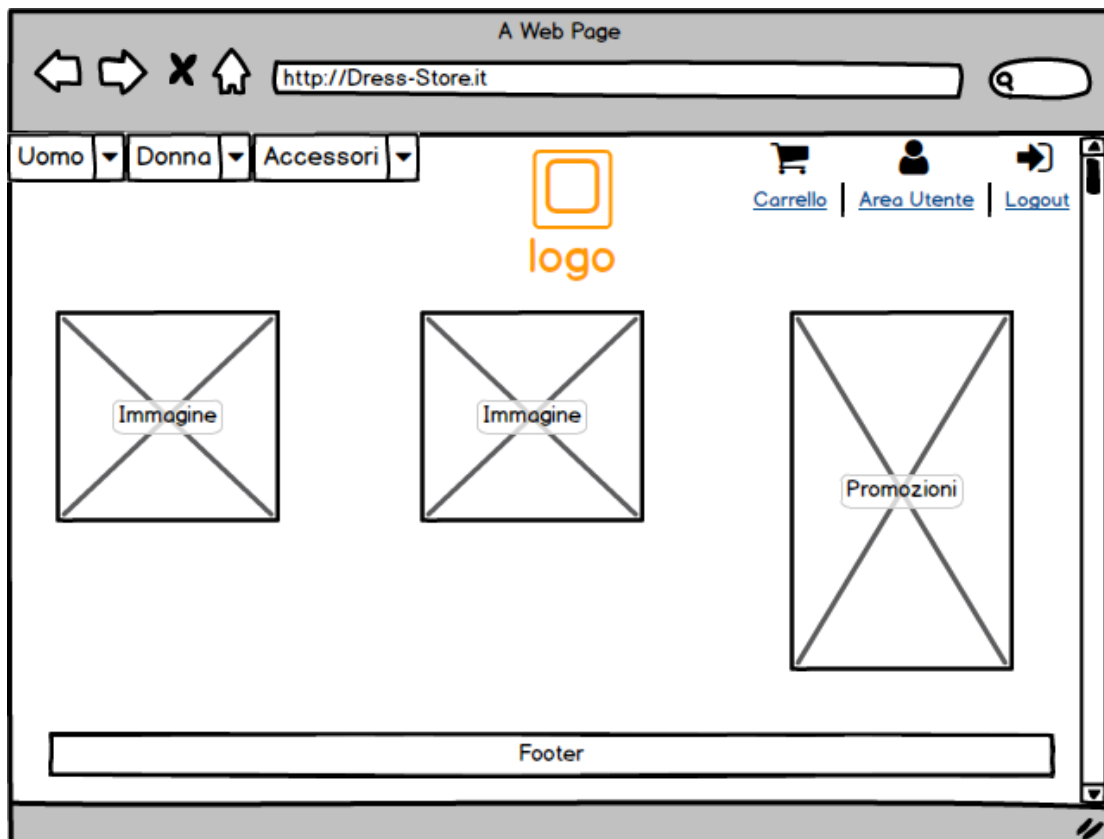 A Web Page
http://Dress-Store.it
Uomo Donna Accessori
Carrello Area Utente Logout
logo
Immagine Immagine
Promozioni
Footer